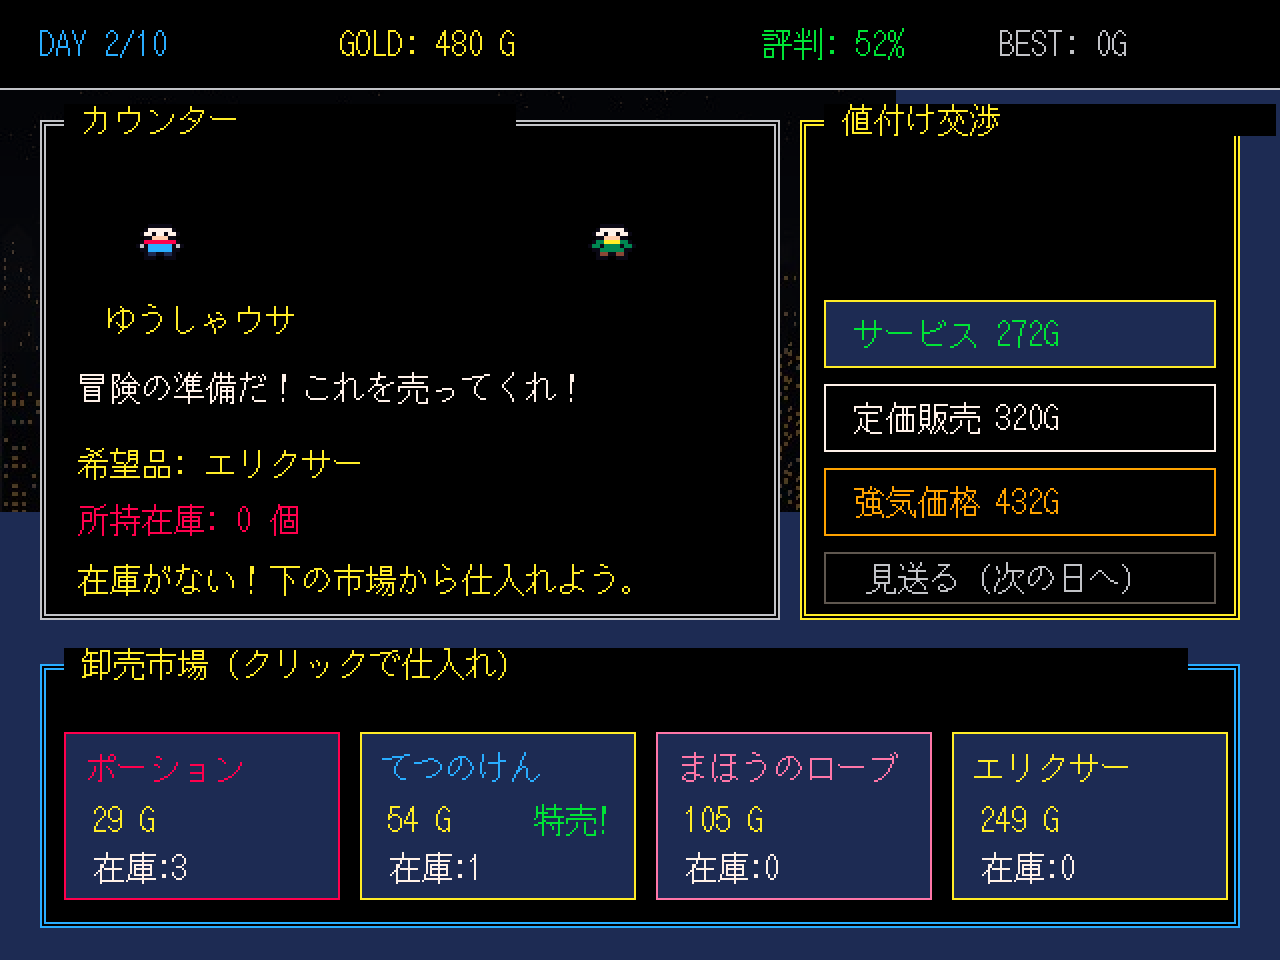 DAY 2/10 GOLD: 480 G 評判: 52% BEST: 0G
カウンター
ゆうしゃウサ
冒険の準備だ！これを売ってくれ！
希望品: エリクサー
所持在庫: 0 個
在庫がない！下の市場から仕入れよう。
値付け交渉
サービス 272G
定価販売 320G
強気価格 432G
見送る（次の日へ）
卸売市場（クリックで仕入れ）
ポーション
29 G
在庫:3
てつのけん
54 G 特売!
在庫:1
まほうのローブ
105 G
在庫:0
エリクサー
249 G
在庫:0